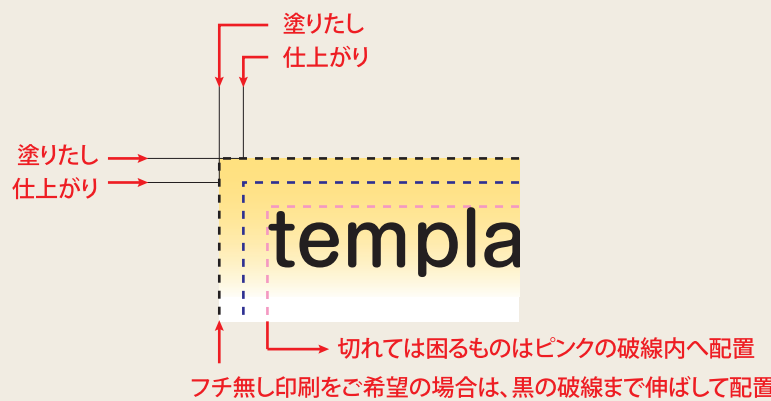 塗りたし
仕上がり
塗りたし
仕上がり
templa
切れては困るものはピンクの破線内へ配置
フチ無し印刷をご希望の場合は、黒の破線まで伸ばして配置